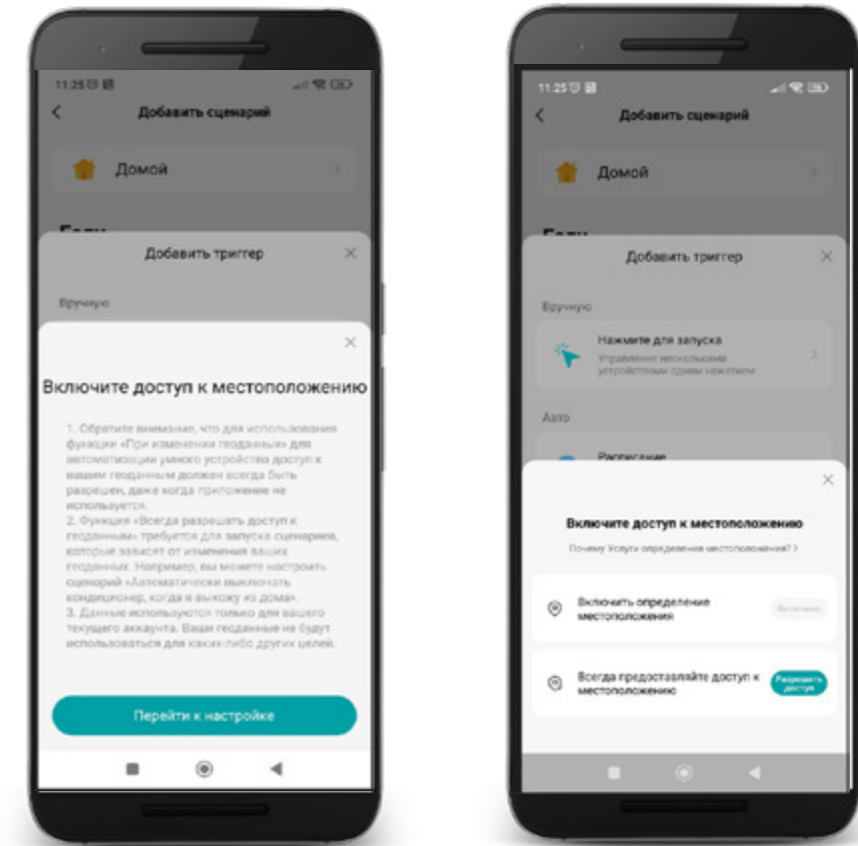 11:25
Добавить сценарий
Домой
Добавить триггер
Вручную
Включите доступ к местоположению
1. Обратите внимание, что для использования
функции «При изменении геоданных» для
автоматизации умного устройства доступ к
вашим геоданным должен всегда быть
разрешен, даже когда приложение не
используется.
2. Функция «Всегда разрешать доступ к
геоданным» требуется для запуска сценариев,
которые зависят от изменения ваших
геоданных. Например, вы можете настроить
сценарий «Автоматически выключать
кондиционер, когда я выхожу из дома».
3. Данные используются только для вашего
текущего аккаунта. Ваши геоданные не будут
использоваться для каких-либо других целей.
Перейти к настройке
11:25
Добавить сценарий
Домой
Добавить триггер
Вручную
Нажмите для запуска
Управление несколькими
устройствами одним нажатием
Авто
Расписание
Включите доступ к местоположению
Почему Услуги определения местоположения?
Включить определение
местоположения
Всегда предоставляйте доступ к
местоположению
Разрешить
доступ